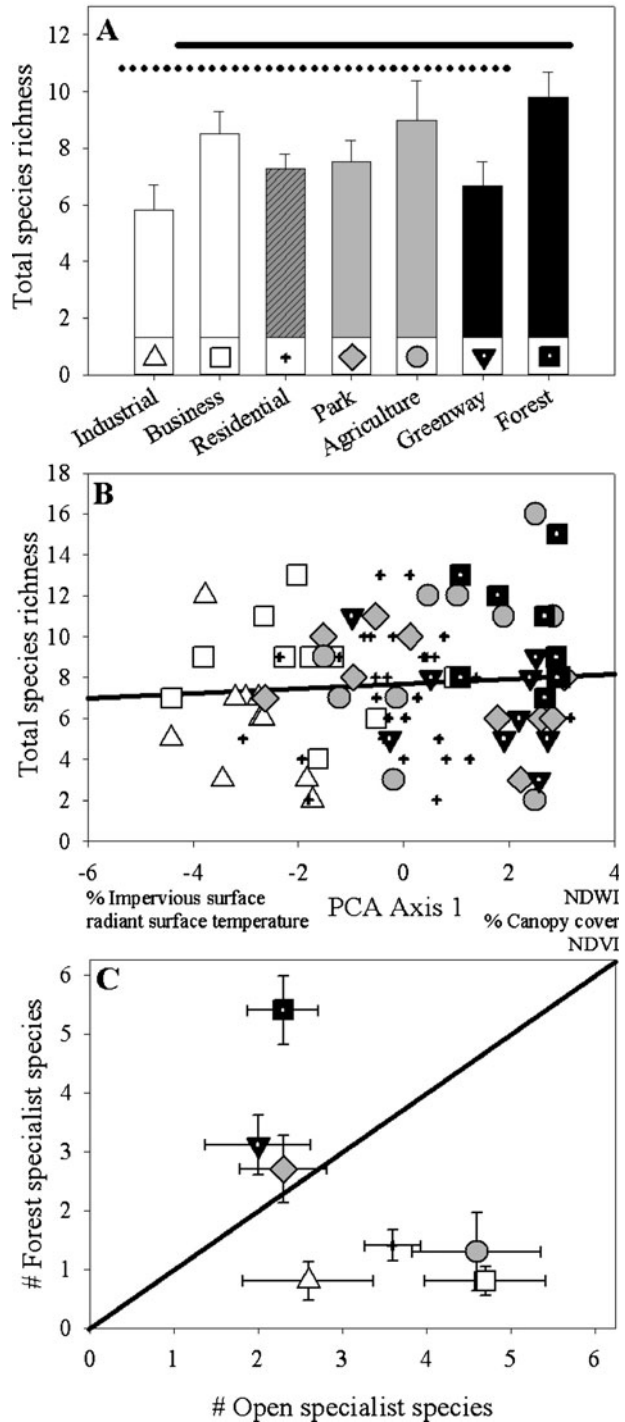 A
Total species richness
12
10
8
6
4
2
0
Industrial
Business
Residential
Park
Agriculture
Greenway
Forest
B
Total species richness
18
16
14
12
10
8
6
4
2
0
-6
-4
-2
0
2
4
% Impervious surface
radiant surface temperature
PCA Axis 1
NDWI
% Canopy cover
NDVI
C
# Forest specialist species
6
5
4
3
2
1
0
0
1
2
3
4
5
6
# Open specialist species